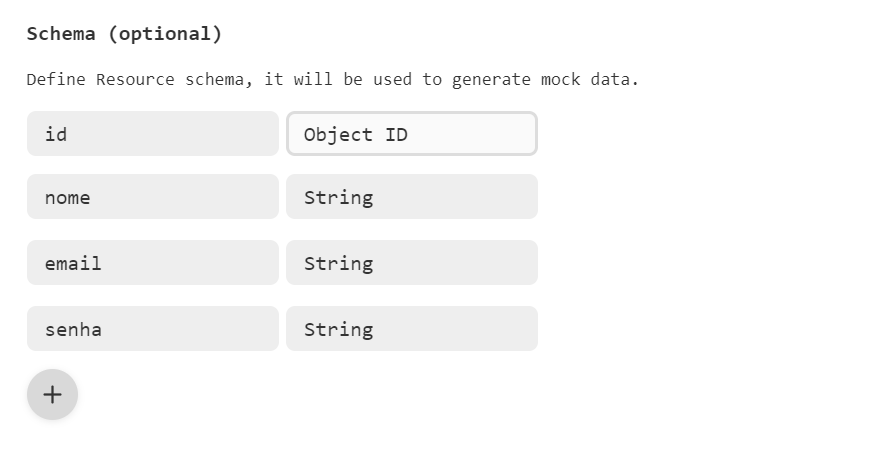 Schema (optional)
Define Resource schema, it will be used to generate mock data.
id Object ID
nome String
email String
senha String
+